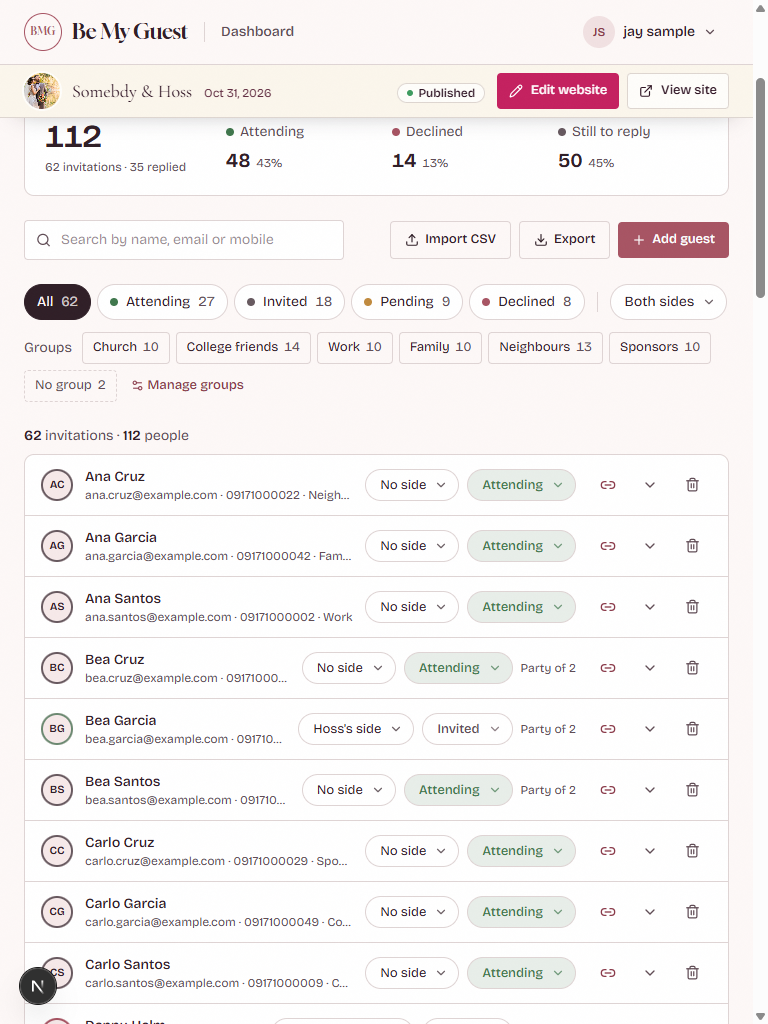 BMG Be My Guest Dashboard JS jay sample
Somebdy & Hoss Oct 31, 2026 Published Edit website View site
112 Attending Declined Still to reply
62 invitations · 35 replied 48 43% 14 13% 50 45%
Search by name, email or mobile Import CSV Export Add guest
All 62 Attending 27 Invited 18 Pending 9 Declined 8 Both sides
Groups Church 10 College friends 14 Work 10 Family 10 Neighbours 13 Sponsors 10
No group 2 Manage groups
62 invitations · 112 people
AC Ana Cruz No side Attending
ana.cruz@example.com · 09171000022 · Neigh...
AG Ana Garcia No side Attending
ana.garcia@example.com · 09171000042 · Fam...
AS Ana Santos No side Attending
ana.santos@example.com · 09171000002 · Work
BC Bea Cruz No side Attending Party of 2
bea.cruz@example.com · 09171000...
BG Bea Garcia Hoss's side Invited Party of 2
bea.garcia@example.com · 091710...
BS Bea Santos No side Attending Party of 2
bea.santos@example.com · 091710...
CC Carlo Cruz No side Attending
carlo.cruz@example.com · 09171000029 · Spo...
CG Carlo Garcia No side Attending
carlo.garcia@example.com · 09171000049 · Co...
CS Carlo Santos No side Attending
carlo.santos@example.com · 09171000009 · C...
N